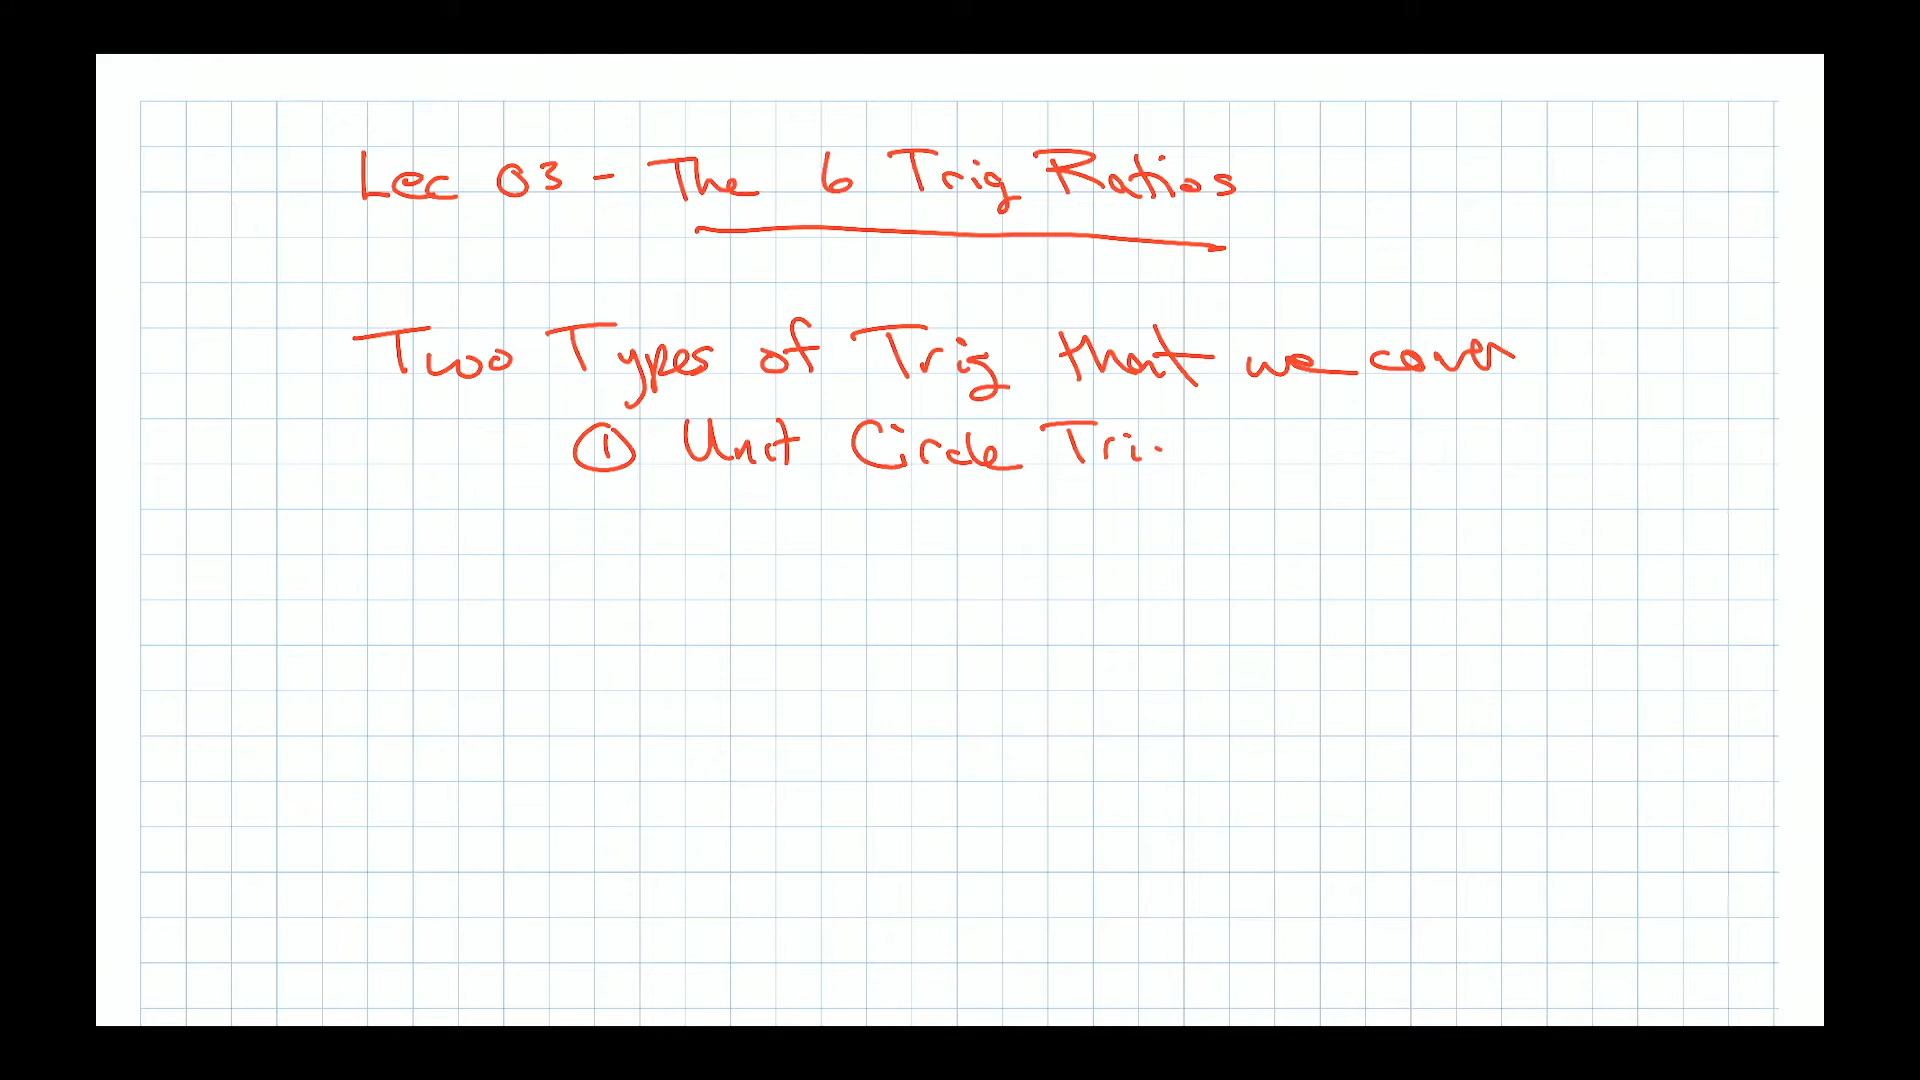 Lec 03 - The 6 Trig Ratios
Two Types of Trig that we cover
① Unit Circle Tri